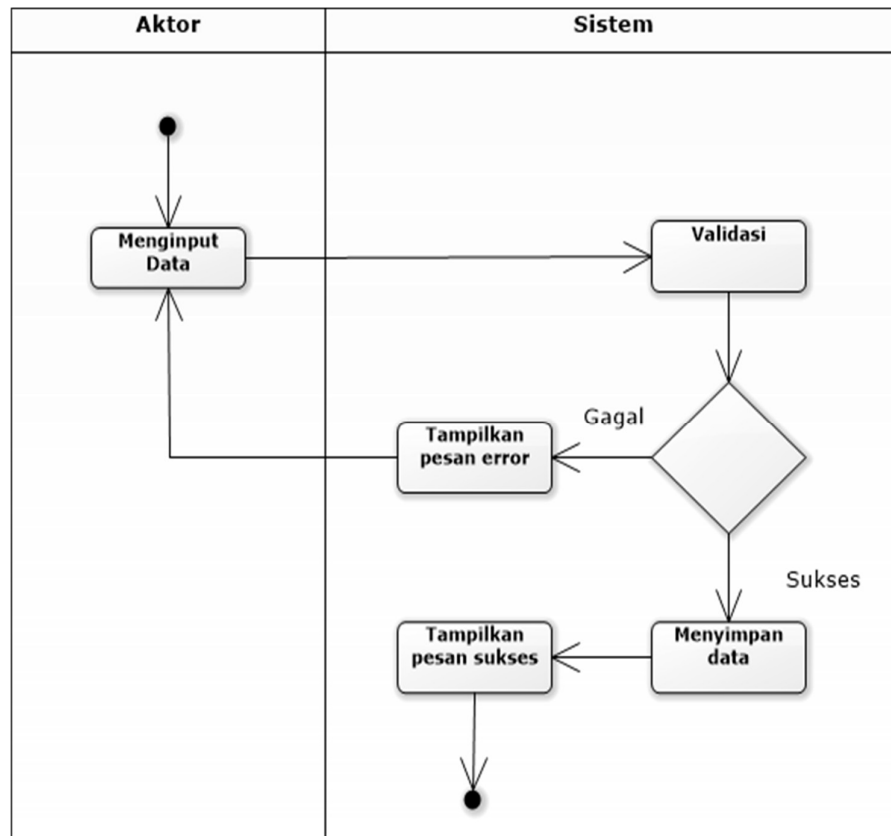 Aktor
Sistem
Menginput
Data
Validasi
Gagal
Tampilkan
pesan error
Sukses
Tampilkan
pesan sukses
Menyimpan
data